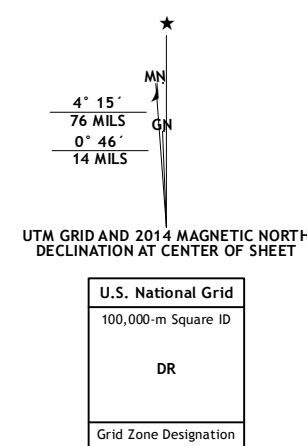 ★
MN
4° 15´
76 MILS
GN
0° 46´
14 MILS
UTM GRID AND 2014 MAGNETIC NORTH
DECLINATION AT CENTER OF SHEET
U.S. National Grid
100,000-m Square ID
DR
Grid Zone Designation